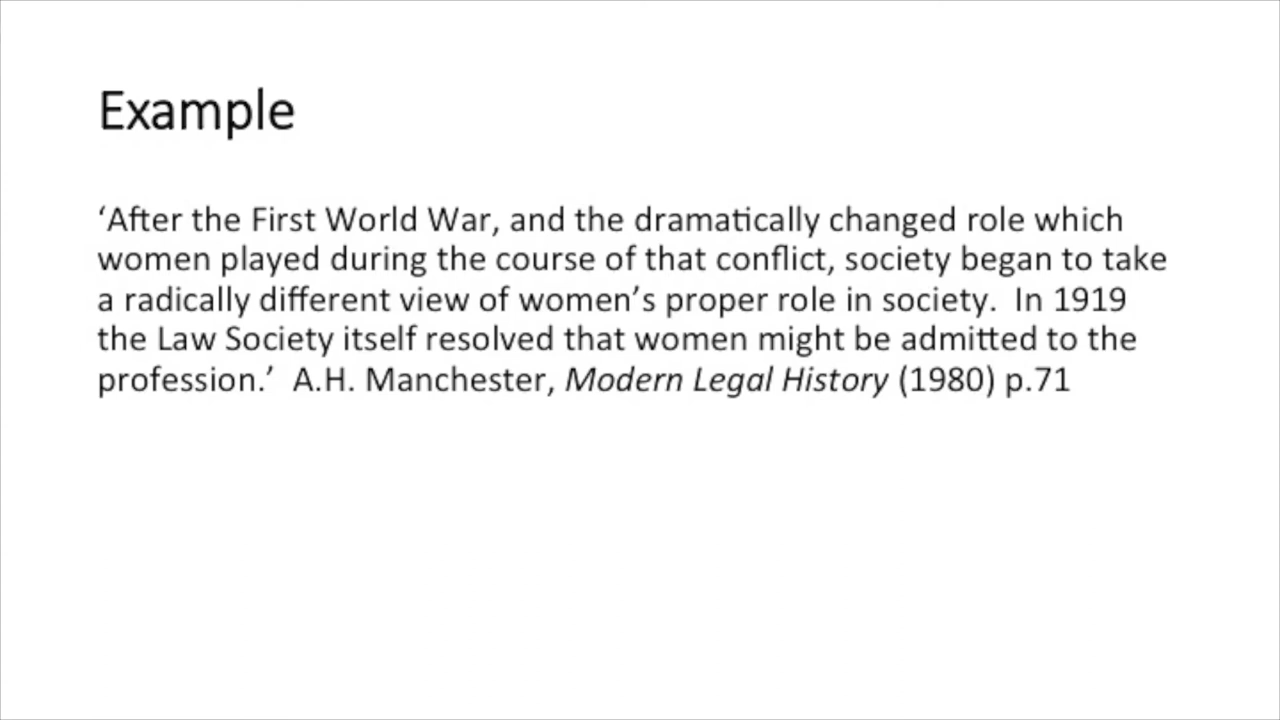 Example
‘After the First World War, and the dramatically changed role which
women played during the course of that conflict, society began to take
a radically different view of women’s proper role in society.  In 1919
the Law Society itself resolved that women might be admitted to the
profession.’  A.H. Manchester, Modern Legal History (1980) p.71